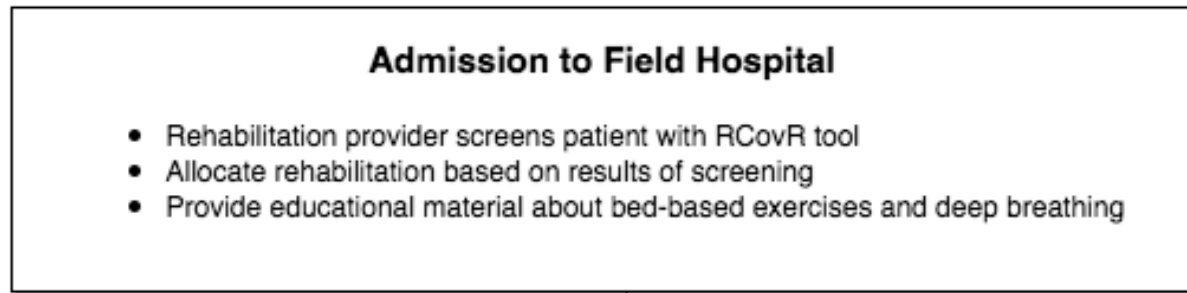 Admission to Field Hospital
• Rehabilitation provider screens patient with RCovR tool
• Allocate rehabilitation based on results of screening
• Provide educational material about bed-based exercises and deep breathing